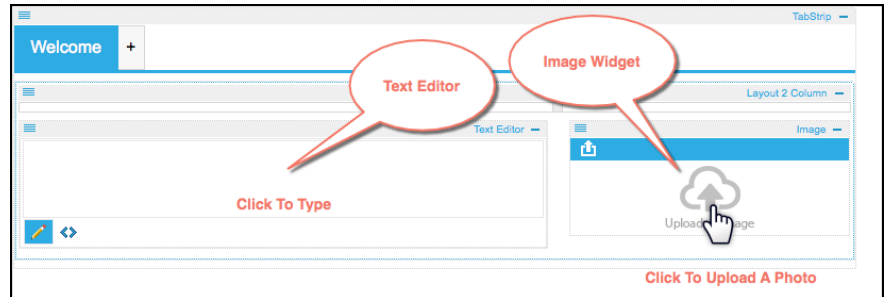 TabStrip
Welcome +
Text Editor
Image Widget
Layout 2 Column
Text Editor
Image
Click To Type
Upload
Click To Upload A Photo